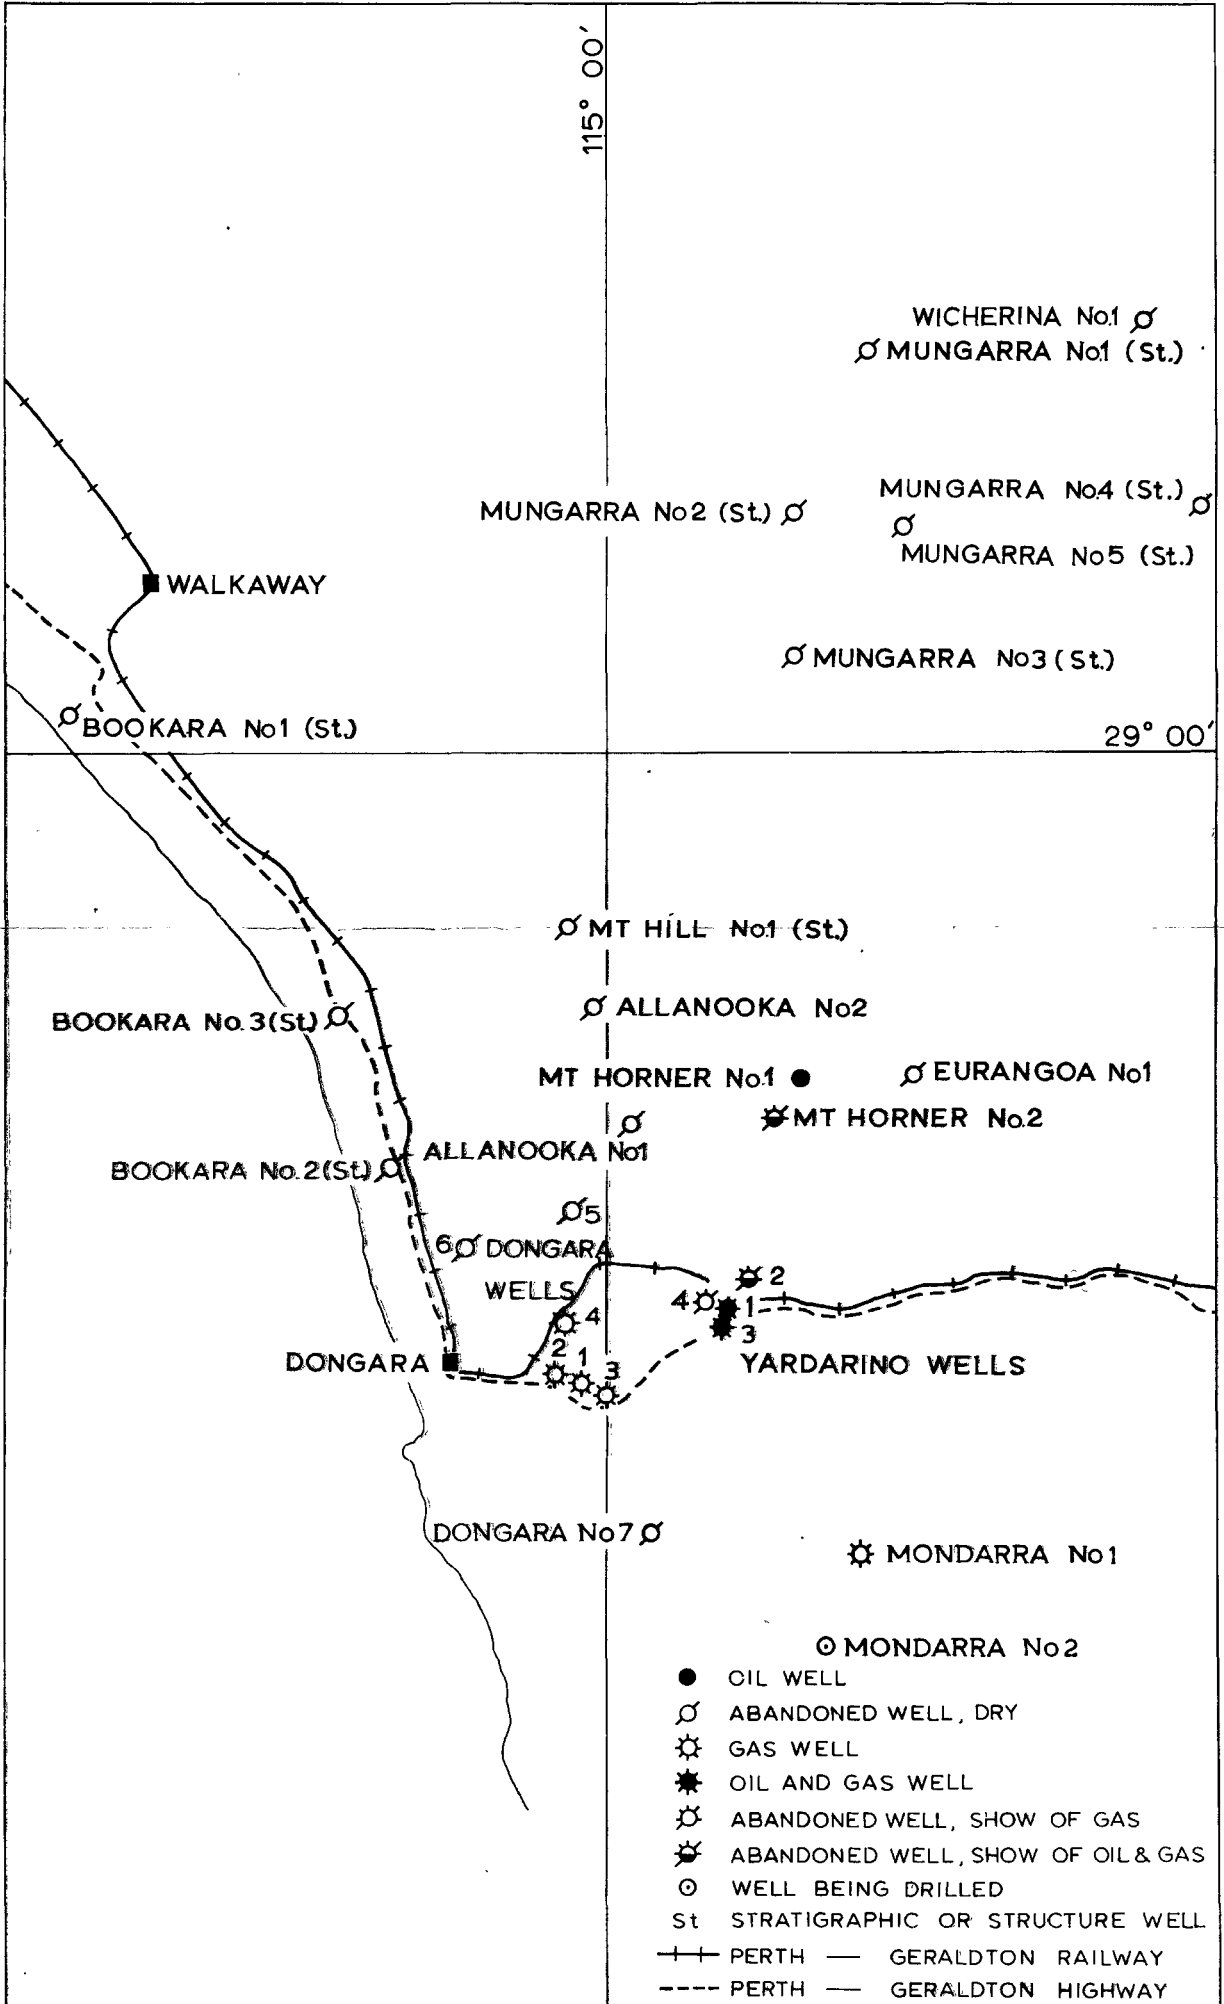 115° 00'
WICHERINA No.1
MUNGARRA No.1 (St.)
MUNGARRA No.4 (St.)
MUNGARRA No2 (St.)
MUNGARRA No5 (St.)
WALKAWAY
MUNGARRA No3 (St.)
BOOKARA No1 (St.)
29° 00'
MT HILL No.1 (St.)
ALLANOOKA No2
BOOKARA No.3(St.)
EURANGOA No1
MT HORNER No.1
MT HORNER No.2
ALLANOOKA No1
BOOKARA No.2(St.)
5
6 DONGARA
WELLS
2
4
1
4
3
2
1
3
DONGARA
YARDARINO WELLS
DONGARA No7
MONDARRA No1
MONDARRA No2
OIL WELL
ABANDONED WELL, DRY
GAS WELL
OIL AND GAS WELL
ABANDONED WELL, SHOW OF GAS
ABANDONED WELL, SHOW OF OIL & GAS
WELL BEING DRILLED
St STRATIGRAPHIC OR STRUCTURE WELL
PERTH — GERALDTON RAILWAY
PERTH — GERALDTON HIGHWAY